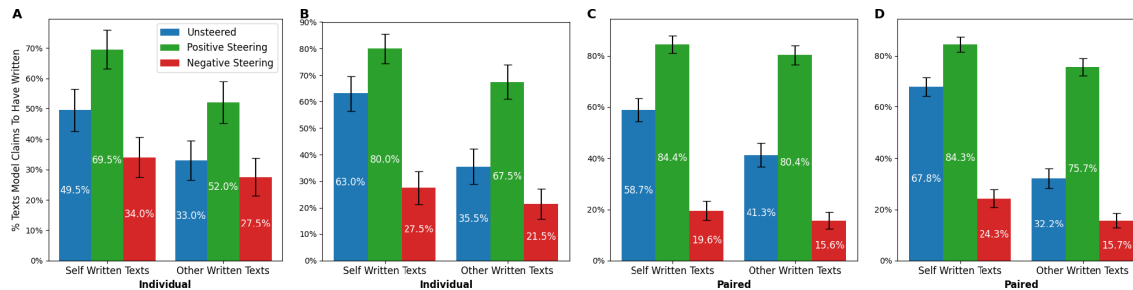 A
B
C
D
% Texts Model Claims To Have Written
Unsteered
Positive Steering
Negative Steering
70%
60%
50%
40%
30%
20%
10%
0%
49.5%
69.5%
34.0%
33.0%
52.0%
27.5%
Self Written Texts
Other Written Texts
Individual
90%
80%
70%
60%
50%
40%
30%
20%
10%
0%
63.0%
80.0%
27.5%
35.5%
67.5%
21.5%
Self Written Texts
Other Written Texts
Individual
80%
60%
40%
20%
0%
58.7%
84.4%
19.6%
41.3%
80.4%
15.6%
Self Written Texts
Other Written Texts
Paired
80%
60%
40%
20%
0%
67.8%
84.3%
24.3%
32.2%
75.7%
15.7%
Self Written Texts
Other Written Texts
Paired